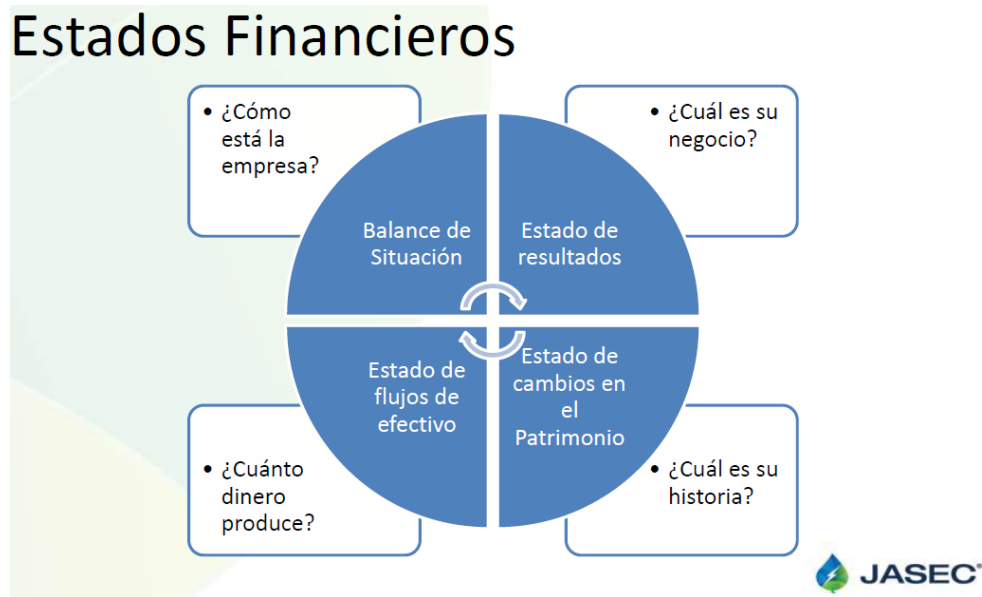 Estados Financieros
• ¿Cómo
está la
empresa?
• ¿Cuál es su
negocio?
Balance de
Situación
Estado de
resultados
Estado de
flujos de
efectivo
Estado de
cambios en
el
Patrimonio
• ¿Cuánto
dinero
produce?
• ¿Cuál es su
historia?
JASEC®